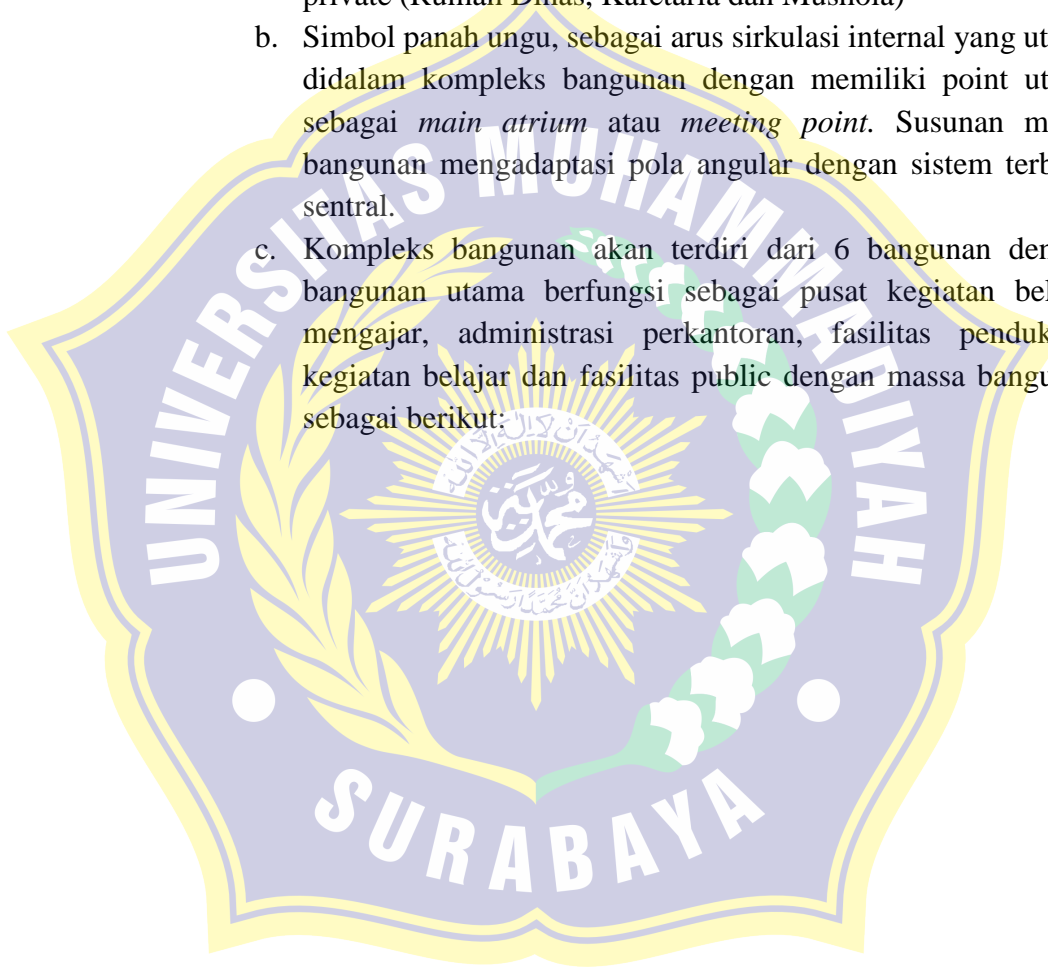 private (Rumah Dinas, Kafetaria dan Mushola)
b. Simbol panah ungu, sebagai arus sirkulasi internal yang ut
didalam kompleks bangunan dengan memiliki point ut
sebagai main atrium atau meeting point. Susunan m
bangunan mengadaptasi pola angular dengan sistem terb
sentral.
c. Kompleks bangunan akan terdiri dari 6 bangunan den
bangunan utama berfungsi sebagai pusat kegiatan bel
mengajar, administrasi perkantoran, fasilitas penduk
kegiatan belajar dan fasilitas public dengan massa bangu
sebagai berikut:
UNIVERSITAS MUHAMMADIYAH
SURABAYA